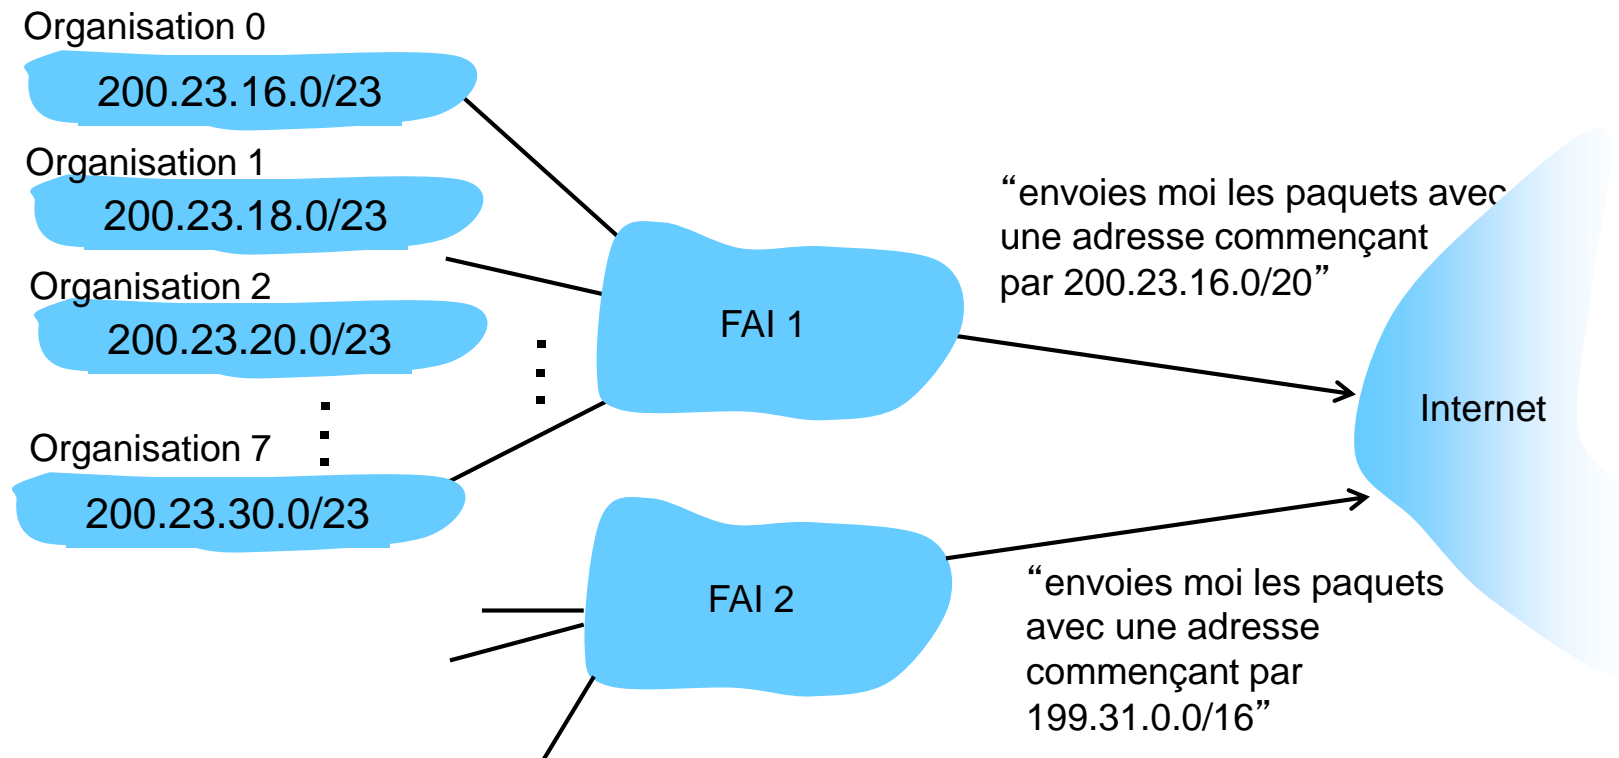 Organisation 0
200.23.16.0/23
Organisation 1
200.23.18.0/23
Organisation 2
200.23.20.0/23
Organisation 7
200.23.30.0/23
FAI 1
“envoies moi les paquets avec
une adresse commençant
par 200.23.16.0/20”
Internet
FAI 2
“envoies moi les paquets
avec une adresse
commençant par
199.31.0.0/16”